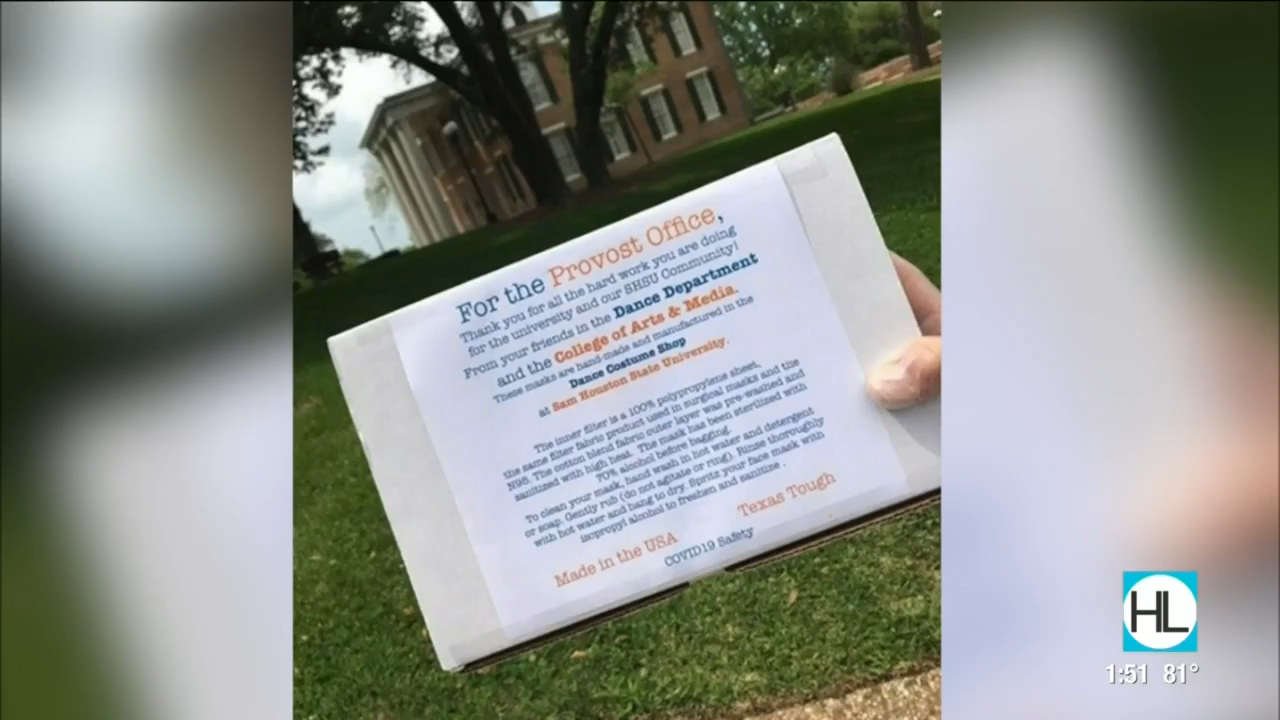 For the Provost Office,
Thank you for all the hard work you are doing
for the university and our SHSU Community!
From your friends in the Dance Department
and the College of Arts & Media.
These masks are hand-made and manufactured in the
Dance Costume Shop
at Sam Houston State University.
The inner filter is a 100% polypropylene sheet,
the same filter fabric product used in surgical masks and the
N95. The cotton blend fabric outer layer was pre-washed and
sanitized with high heat. The mask has been sterilized with
70% alcohol before bagging.
To clean your mask, hand wash in hot water and detergent
or soap. Gently rub (do not agitate or ring). Rinse thoroughly
with hot water and hang to dry. Spritz your face mask with
isopropyl alcohol to freshen and sanitize .
Made in the USA
Texas Tough
COVID19 Safety
HL
1:51 81°